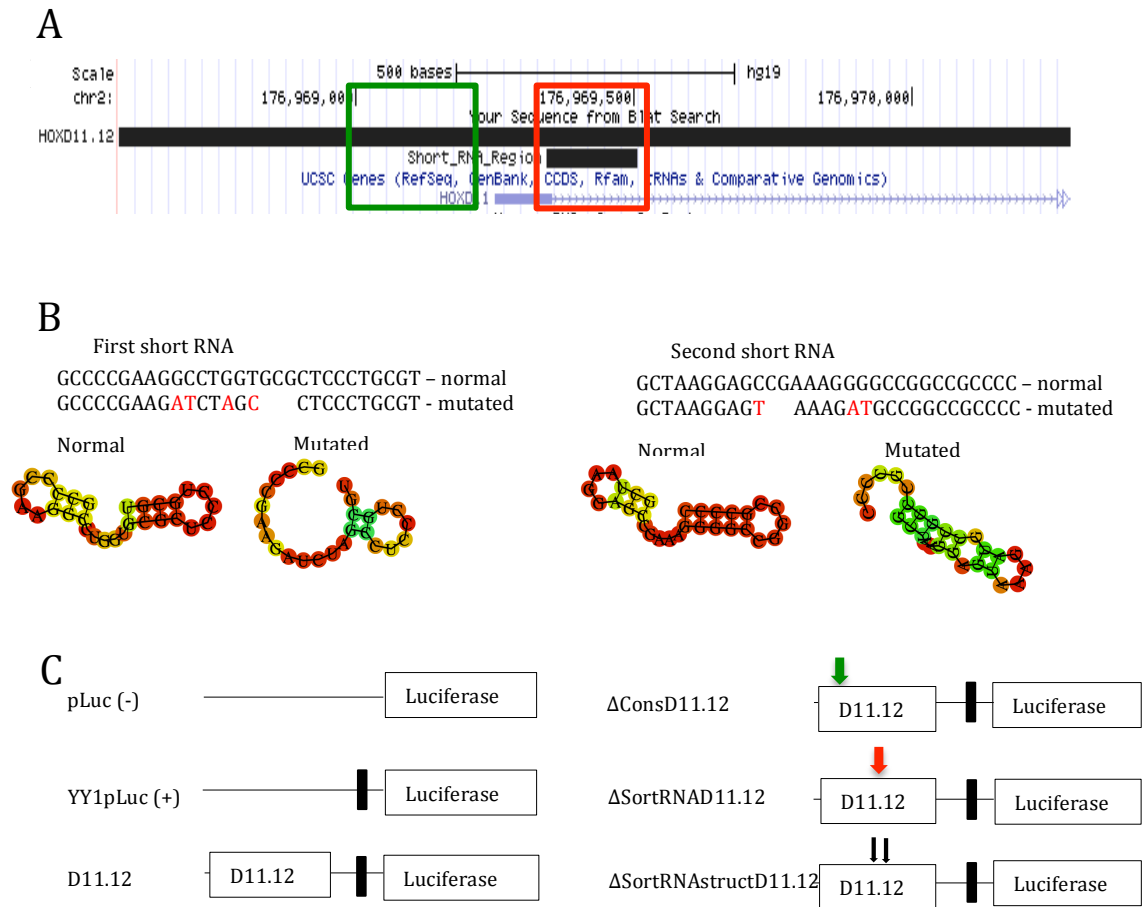 A
Scale 500 bases hg19
chr2: 176,969,000 176,969,500 176,970,000
Your Sequence from Blat Search
HOXD11.12
Short_RNA_Region
UCSC Genes (RefSeq, GenBank, CCDS, Rfam, tRNAs & Comparative Genomics)
B
First short RNA
GCCCCGAAGGCCTGGTGCGCTCCCTGCGT – normal
GCCCCGAAGATCTAGC CTCCCTGCGT - mutated
Normal Mutated
Second short RNA
GCTAAGGAGCCGAAAGGGGCCGGCCGCCCC – normal
GCTAAGGAGT AAAGATGCCGGCCGCCCC - mutated
Normal Mutated
C
pLuc (-) Luciferase
YY1pLuc (+) Luciferase
D11.12 D11.12 Luciferase
ΔConsD11.12 D11.12 Luciferase
ΔSortRNAD11.12 D11.12 Luciferase
ΔSortRNAstructD11.12 D11.12 Luciferase